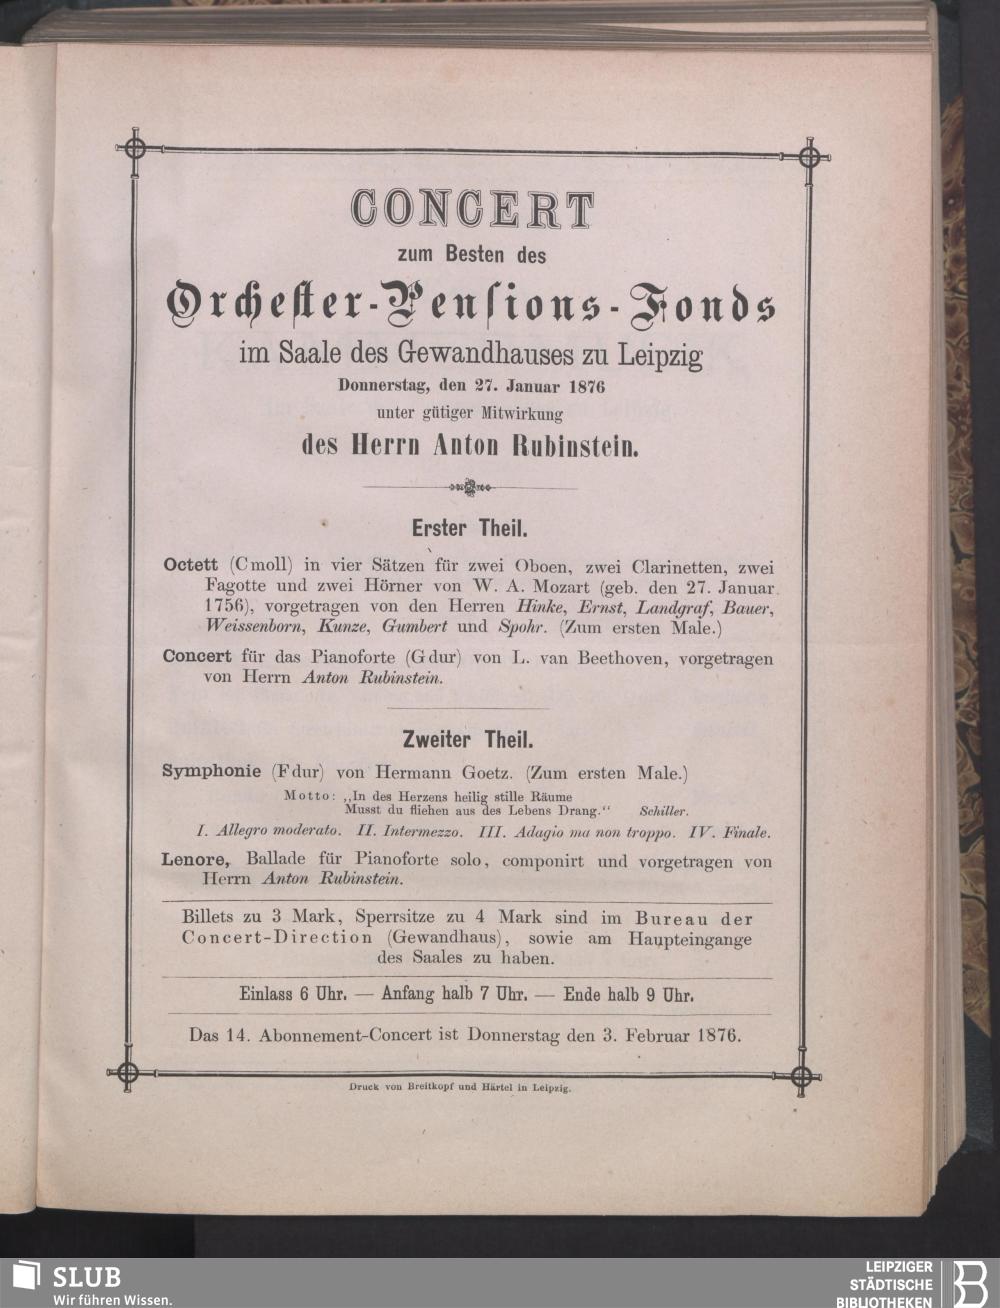 CONCERT
zum Besten des
Orchester-Pensions-Fonds
im Saale des Gewandhauses zu Leipzig
Donnerstag, den 27. Januar 1876
unter gütiger Mitwirkung
des Herrn Anton Rubinstein.
Erster Theil.
Octett (C moll) in vier Sätzen für zwei Oboen, zwei Clarinetten, zwei
Fagotte und zwei Hörner von W. A. Mozart (geb. den 27. Januar
1756), vorgetragen von den Herren Hinke, Ernst, Landgraf, Bauer,
Weissenborn, Kunze, Gumbert und Spohr. (Zum ersten Male.)
Concert für das Pianoforte (G dur) von L. van Beethoven, vorgetragen
von Herrn Anton Rubinstein.
Zweiter Theil.
Symphonie (F dur) von Hermann Goetz. (Zum ersten Male.)
Motto: „In des Herzens heilig stille Räume
Musst du fliehen aus des Lebens Drang.“ Schiller.
I. Allegro moderato. II. Intermezzo. III. Adagio ma non troppo. IV. Finale.
Lenore, Ballade für Pianoforte solo, componirt und vorgetragen von
Herrn Anton Rubinstein.
Billets zu 3 Mark, Sperrsitze zu 4 Mark sind im Bureau der
Concert-Direction (Gewandhaus), sowie am Haupteingange
des Saales zu haben.
Einlass 6 Uhr. — Anfang halb 7 Uhr. — Ende halb 9 Uhr.
Das 14. Abonnement-Concert ist Donnerstag den 3. Februar 1876.
Druck von Breitkopf und Härtel in Leipzig.
SLUB
Wir führen Wissen.
LEIPZIGER
STÄDTISCHE
BIBLIOTHEKEN